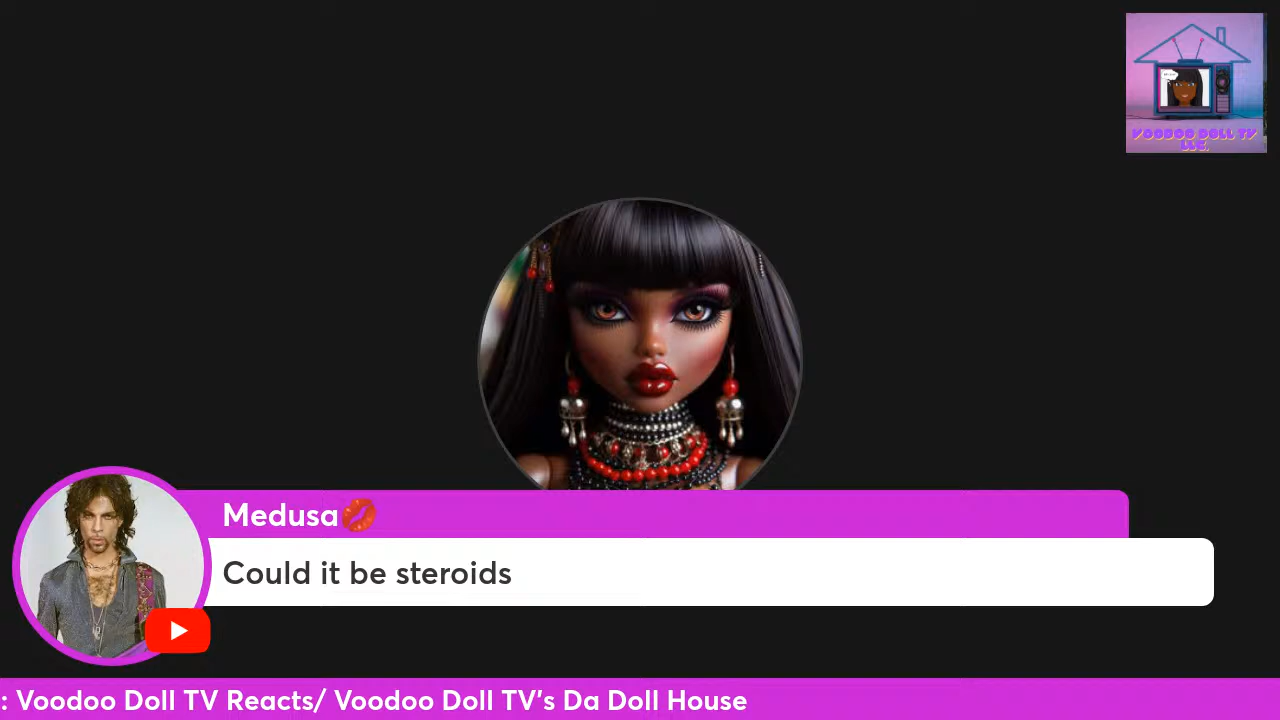 VOODOO DOLL TV
LLC.
Medusa💋
Could it be steroids
: Voodoo Doll TV Reacts/ Voodoo Doll TV's Da Doll House